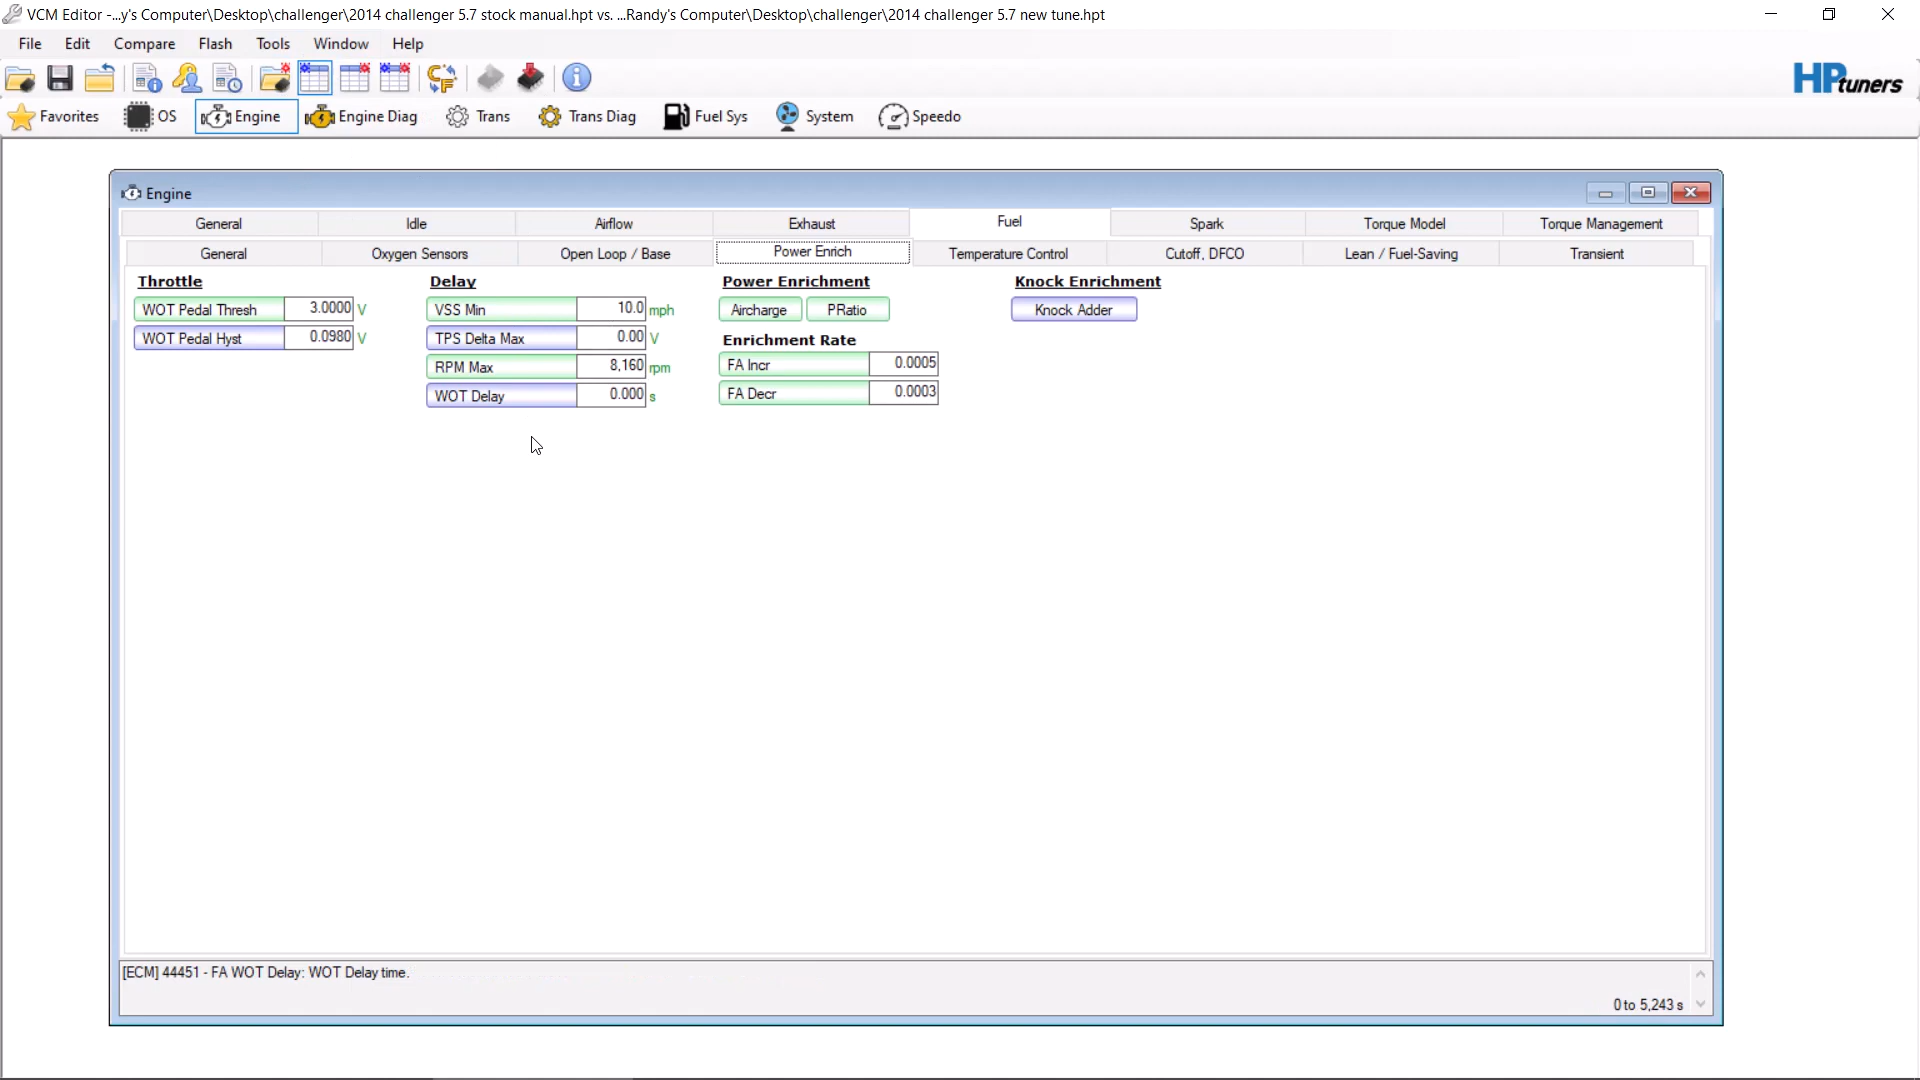 VCM Editor -...y's Computer\Desktop\challenger\2014 challenger 5.7 stock manual.hpt vs. ...Randy's Computer\Desktop\challenger\2014 challenger 5.7 new tune.hpt
File Edit Compare Flash Tools Window Help
HPtuners
Favorites OS Engine Engine Diag Trans Trans Diag Fuel Sys System Speedo
Engine
General Idle Airflow Exhaust Fuel Spark Torque Model Torque Management
General Oxygen Sensors Open Loop / Base Power Enrich Temperature Control Cutoff, DFCO Lean / Fuel-Saving Transient
Throttle
WOT Pedal Thresh 3.0000 V
WOT Pedal Hyst 0.0980 V
Delay
VSS Min 10.0 mph
TPS Delta Max 0.00 V
RPM Max 8,160 rpm
WOT Delay 0.000 s
Power Enrichment
Aircharge PRatio
Enrichment Rate
FA Incr 0.0005
FA Decr 0.0003
Knock Enrichment
Knock Adder
[ECM] 44451 - FA WOT Delay: WOT Delay time.
0 to 5,243 s